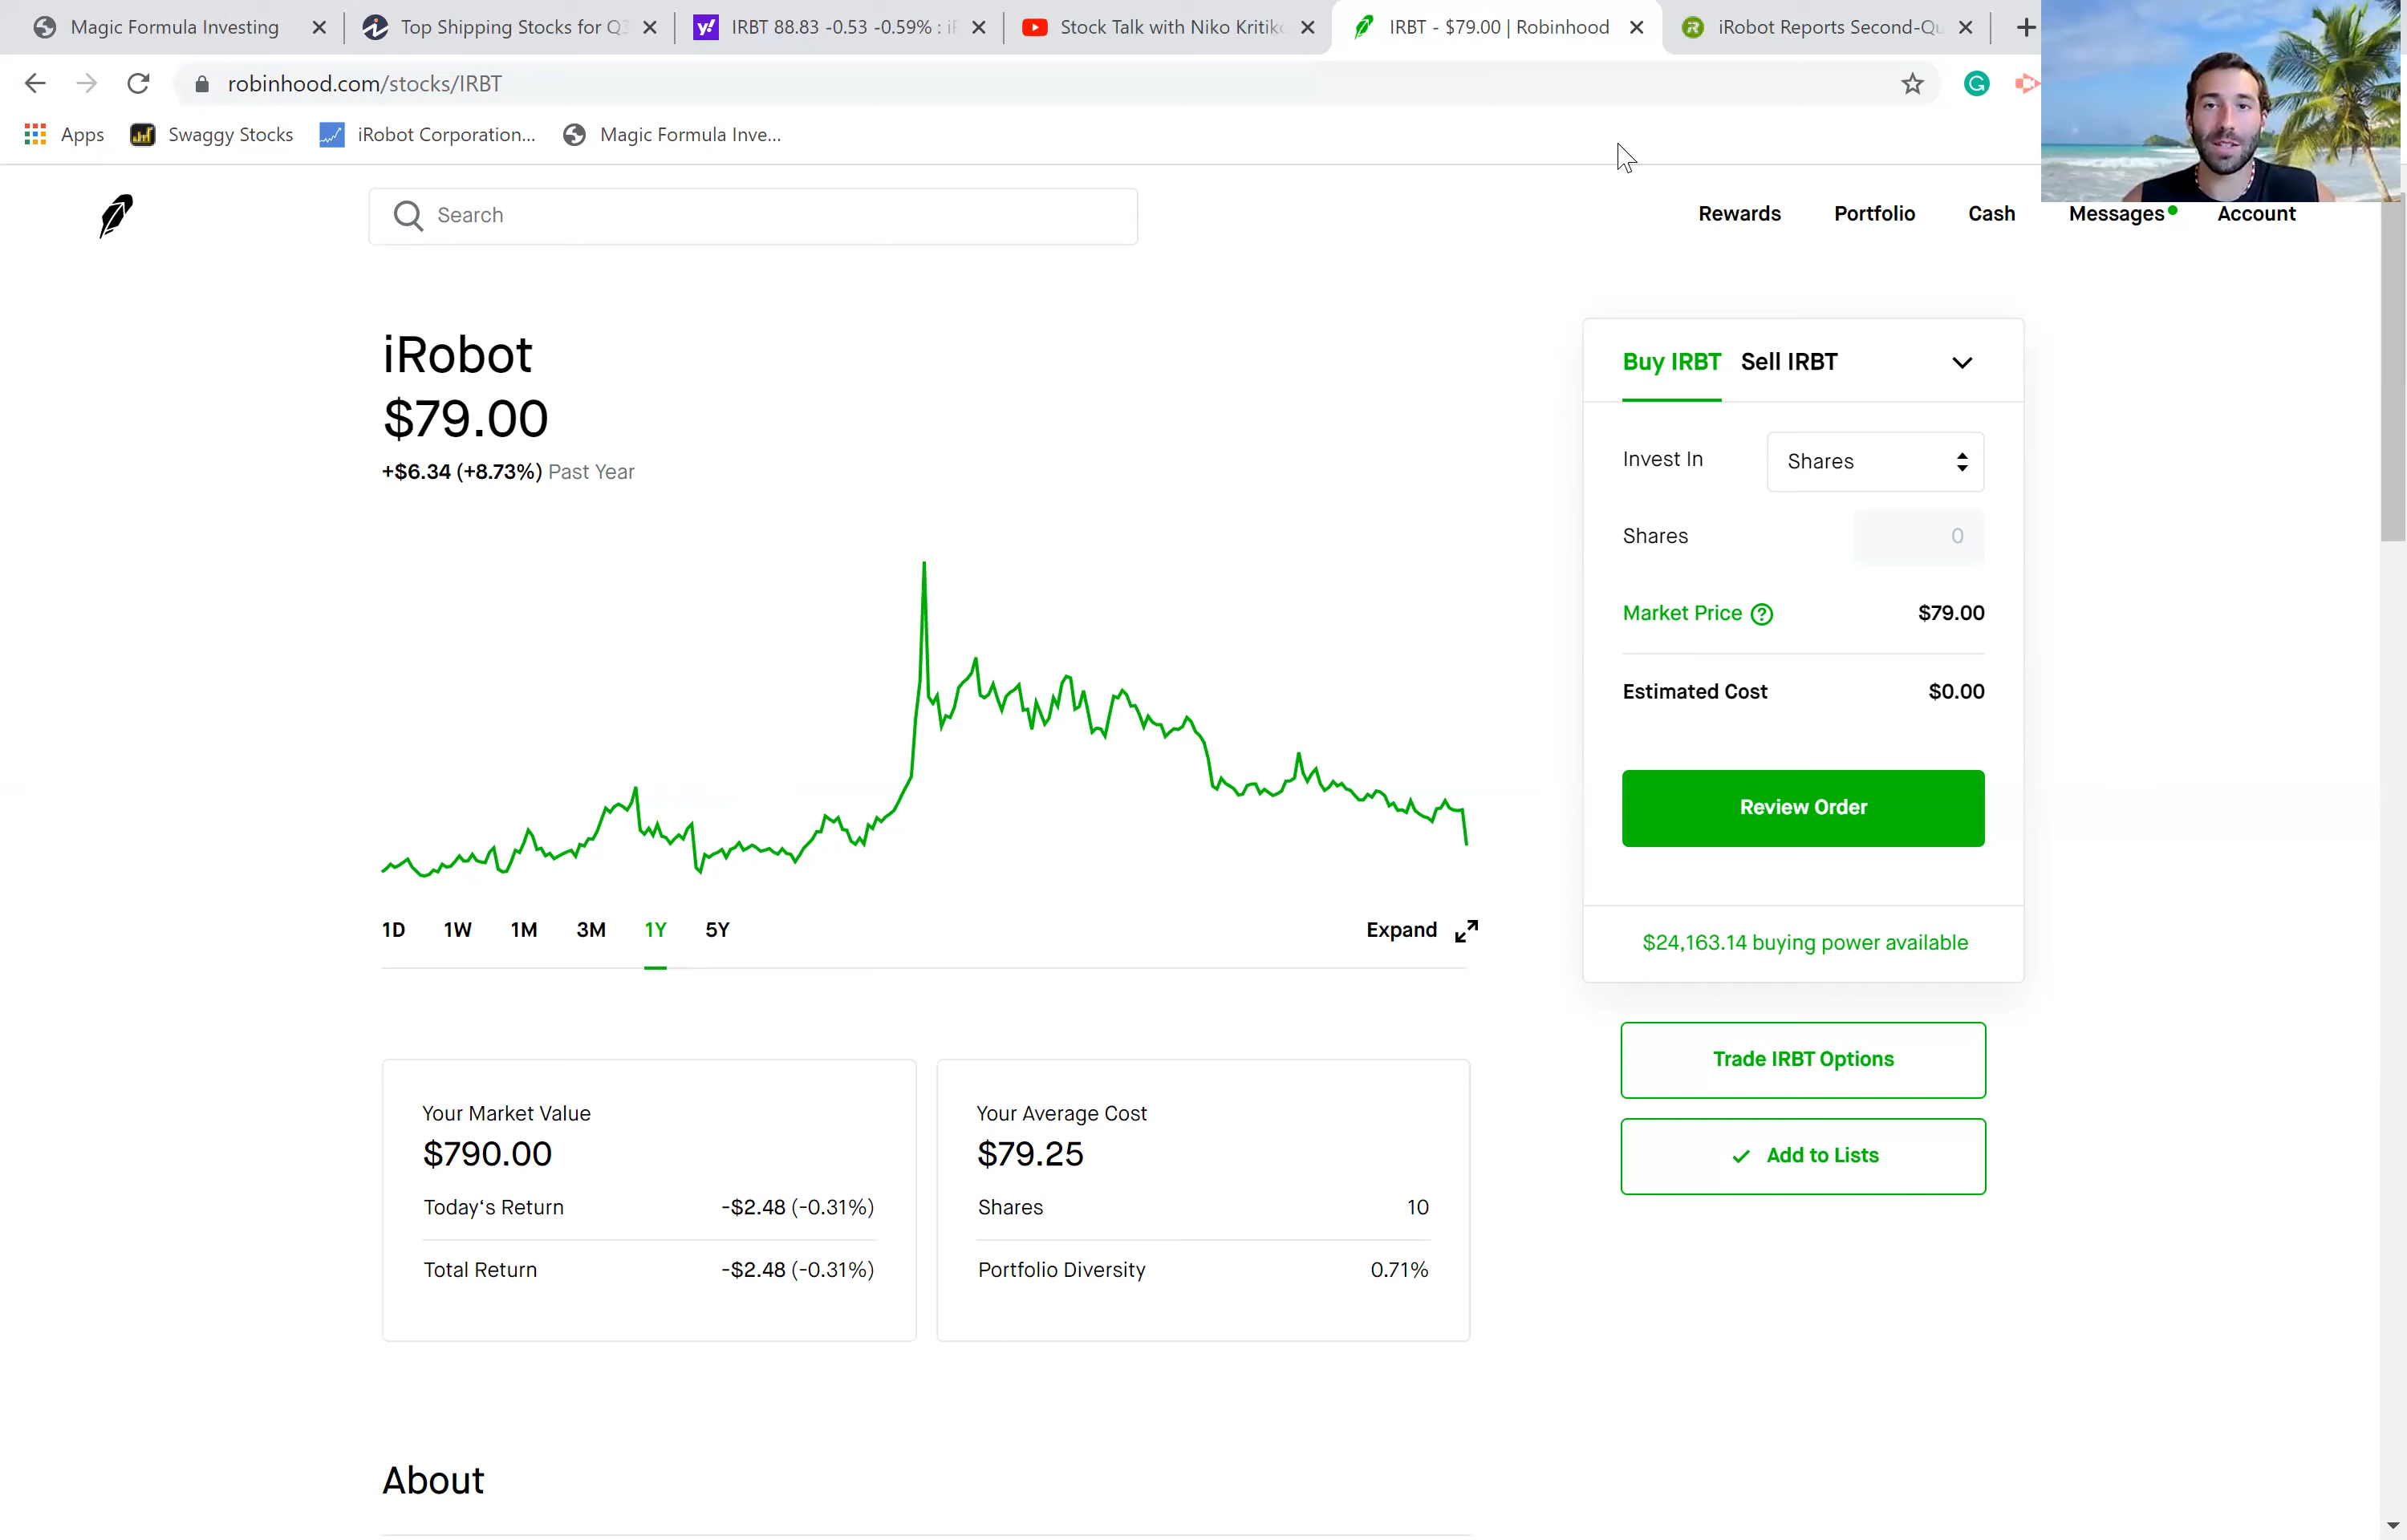 Magic Formula Investing
Top Shipping Stocks for Q3
IRBT 88.83 -0.53 -0.59% : iR
Stock Talk with Niko Kritiko
IRBT - $79.00 | Robinhood
iRobot Reports Second-Qu
robinhood.com/stocks/IRBT
Apps
Swaggy Stocks
iRobot Corporation...
Magic Formula Inve...
Search
Rewards
Portfolio
Cash
Messages
Account
iRobot
$79.00
+$6.34 (+8.73%) Past Year
1D 1W 1M 3M 1Y 5Y
Expand
Buy IRBT Sell IRBT
Invest In Shares
Shares 0
Market Price ? $79.00
Estimated Cost $0.00
Review Order
$24,163.14 buying power available
Trade IRBT Options
Add to Lists
Your Market Value
$790.00
Today's Return -$2.48 (-0.31%)
Total Return -$2.48 (-0.31%)
Your Average Cost
$79.25
Shares 10
Portfolio Diversity 0.71%
About